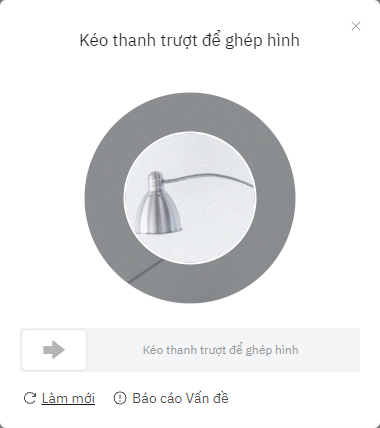 Kéo thanh trượt để ghép hình
Kéo thanh trượt để ghép hình
Làm mới
Báo cáo Vấn đề